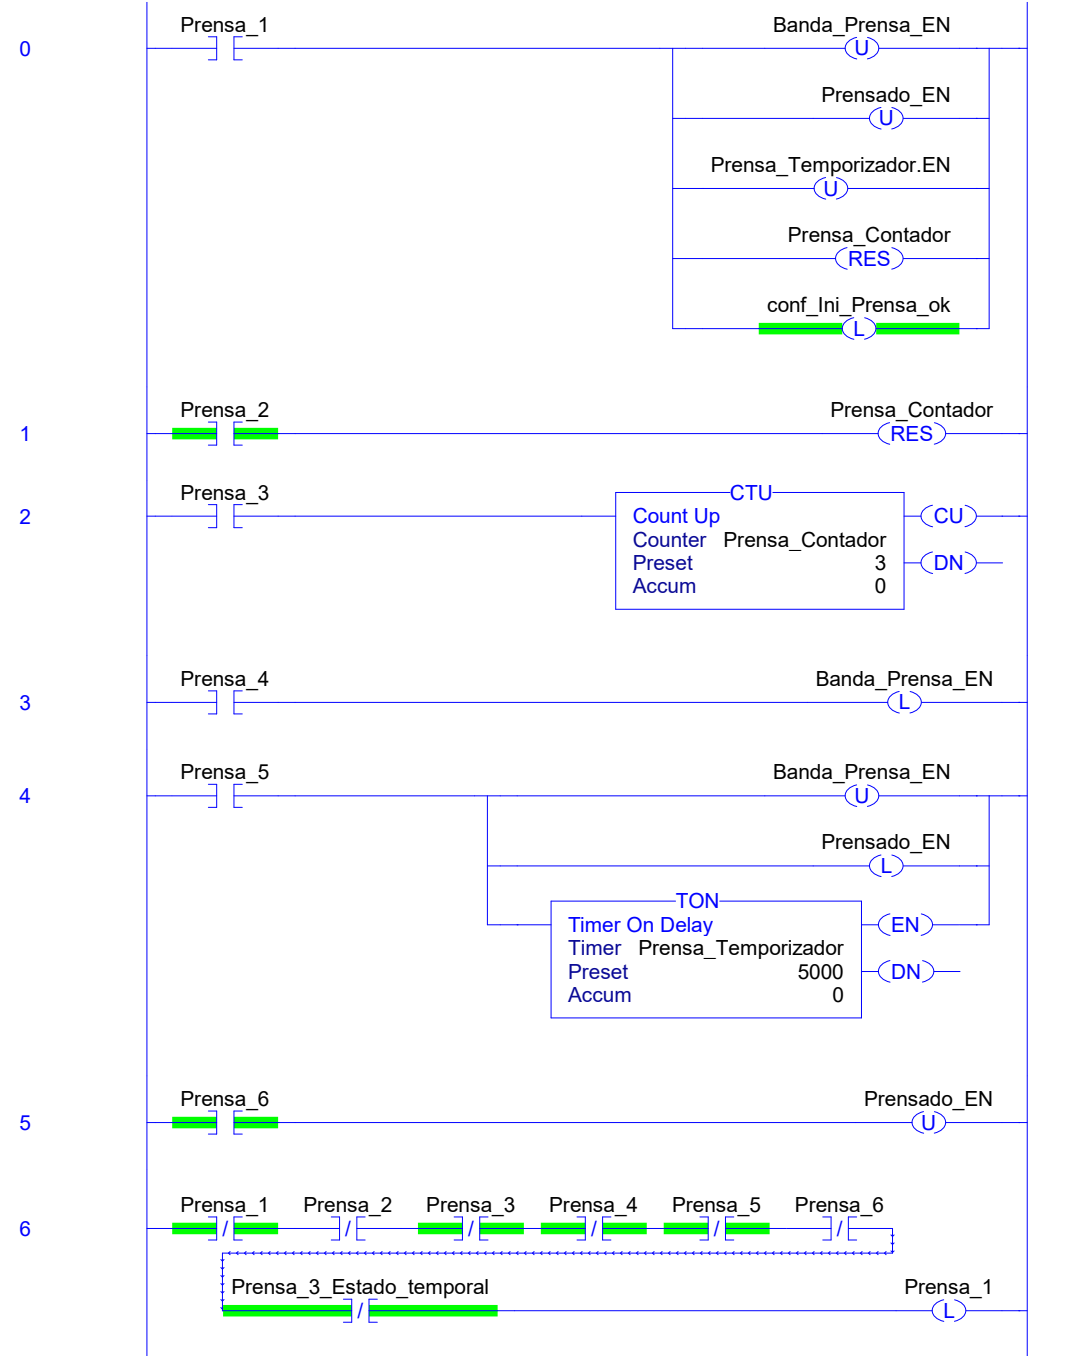 Prensa_1
Banda_Prensa_EN
0
U
Prensado_EN
U
Prensa_Temporizador.EN
U
Prensa_Contador
RES
conf_Ini_Prensa_ok
L
Prensa_2
Prensa_Contador
1
RES
Prensa_3
CTU
2
Count Up
CU
Counter Prensa_Contador
Preset 3
DN
Accum 0
Prensa_4
Banda_Prensa_EN
3
L
Prensa_5
Banda_Prensa_EN
4
U
Prensado_EN
L
TON
Timer On Delay
EN
Timer Prensa_Temporizador
Preset 5000
DN
Accum 0
Prensa_6
Prensado_EN
5
U
Prensa_1 Prensa_2 Prensa_3 Prensa_4 Prensa_5 Prensa_6
6
/ / / / / /
Prensa_3_Estado_temporal
Prensa_1
/
L